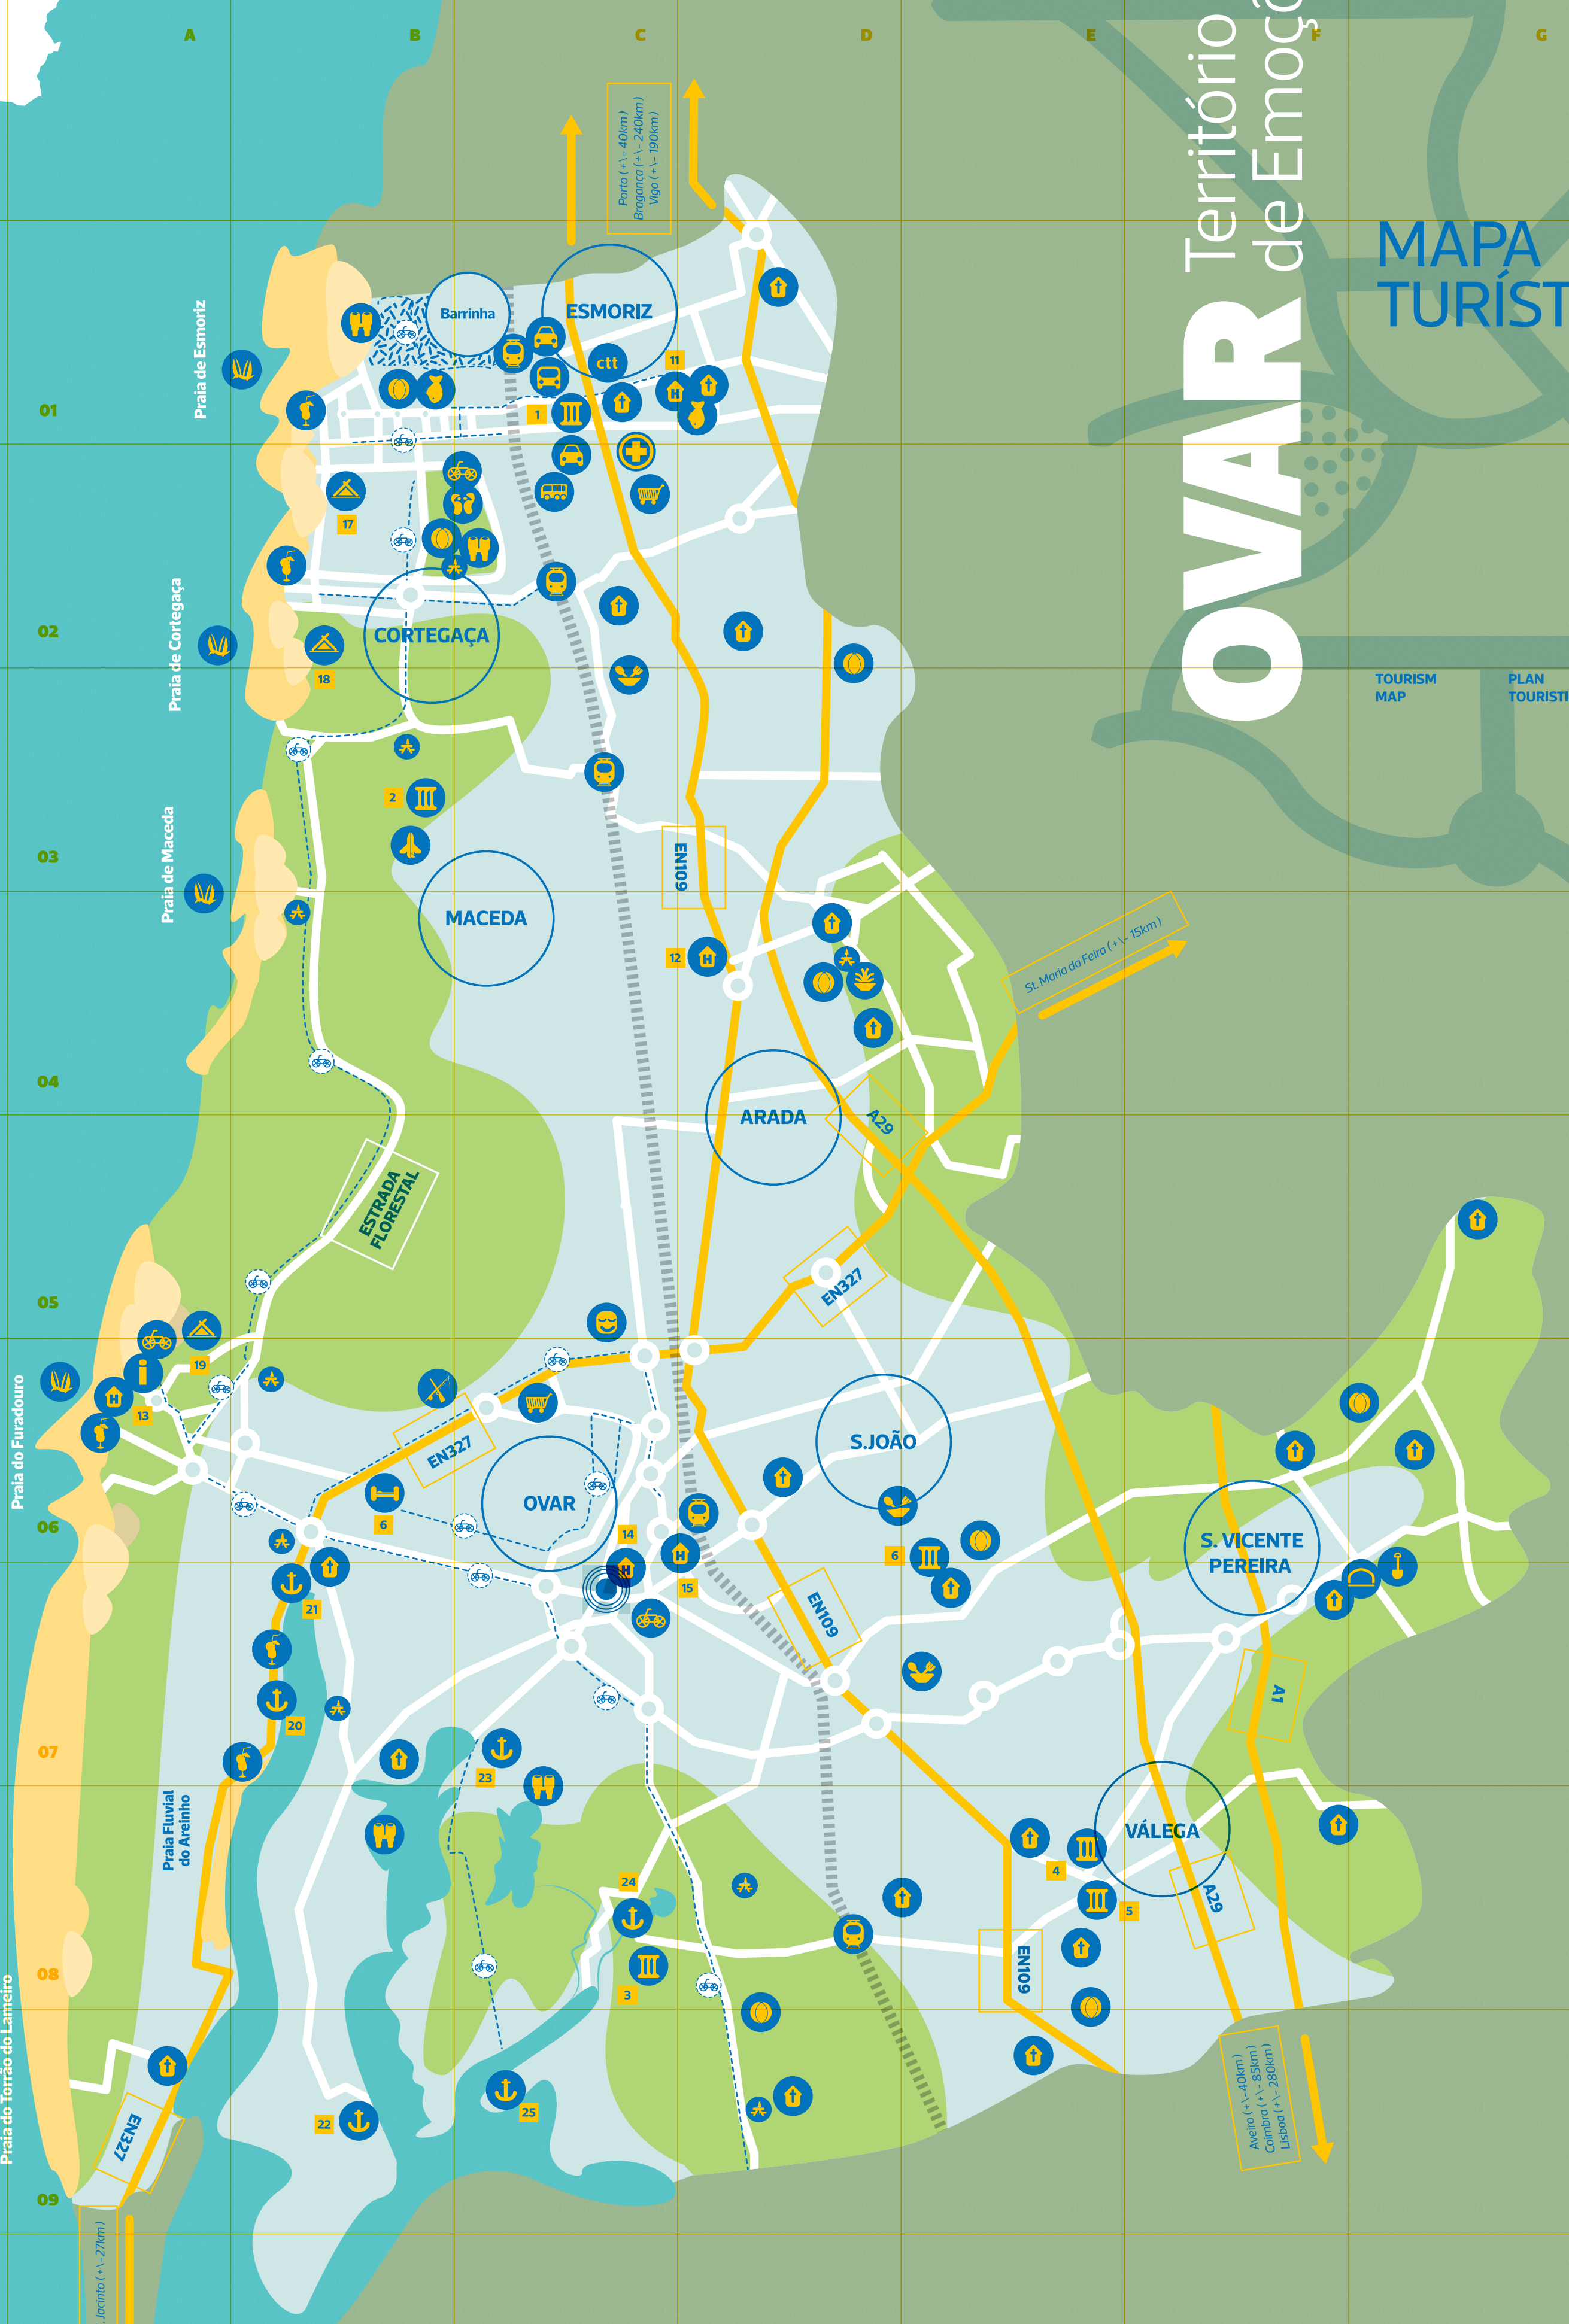 A
B
C
D
E
F
G
Porto (+\- 40km)
Bragança (+\- 240km)
Vigo (+\- 190km)
OVAR Território
de Emoçõ
MAPA
TURÍST
TOURISM
MAP
PLAN
TOURISTI
01
02
03
04
05
06
07
08
09
Praia de Esmoriz
Barrinha
ESMORIZ
ctt
11
1
17
Praia de Cortegaça
CORTEGAÇA
18
2
Praia de Maceda
MACEDA
EN109
12
St. Maria da Feira (+\- 15km)
ARADA
A29
ESTRADA
FLORESTAL
EN327
19
i
13
Praia do Furadouro
EN327
S.JOÃO
OVAR
6
14
15
6
S. VICENTE
PEREIRA
21
EN109
A1
20
23
Praia Fluvial
do Areinho
VÁLEGA
4
5
A29
24
3
EN109
Praia do Torrão do Lameiro
EN327
22
25
Aveiro (+\-40km)
Coimbra (+\- 85km)
Lisboa (+\- 280km)
Jacinto (+\-27km)